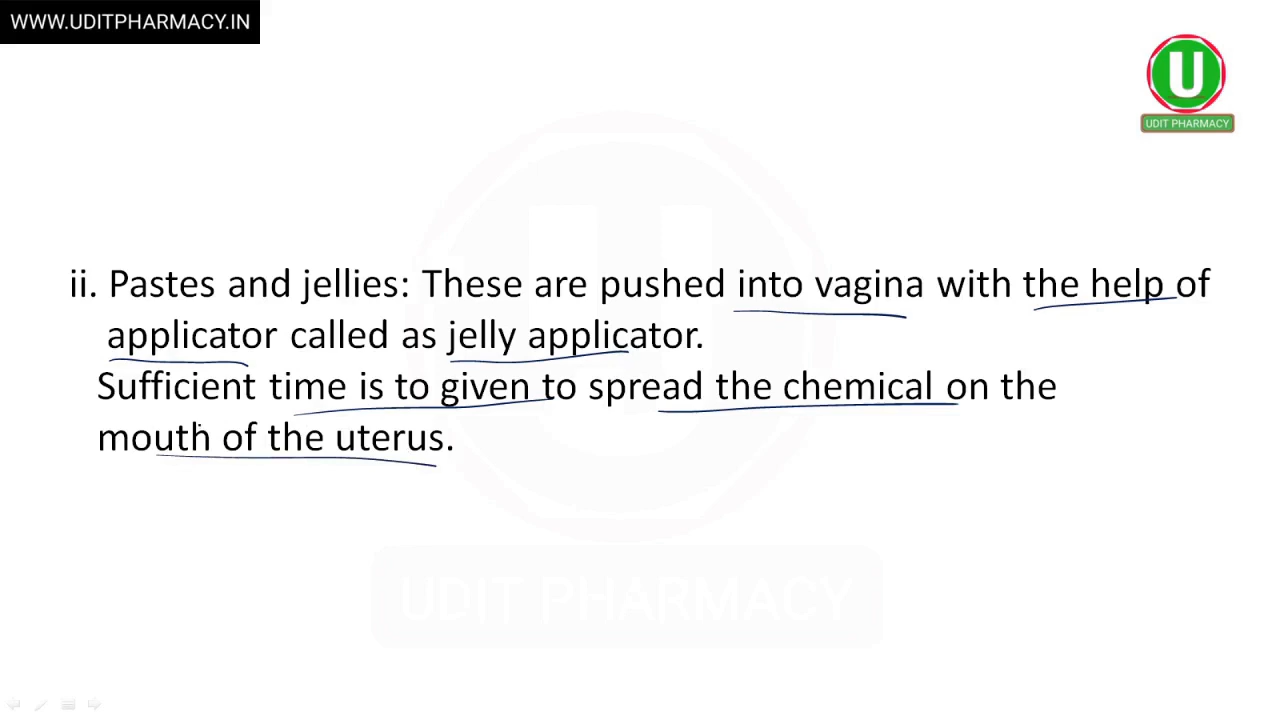 WWW.UDITPHARMACY.IN
U
UDIT PHARMACY
ii. Pastes and jellies: These are pushed into vagina with the help of
applicator called as jelly applicator.
Sufficient time is to given to spread the chemical on the
mouth of the uterus.
U
UDIT PHARMACY